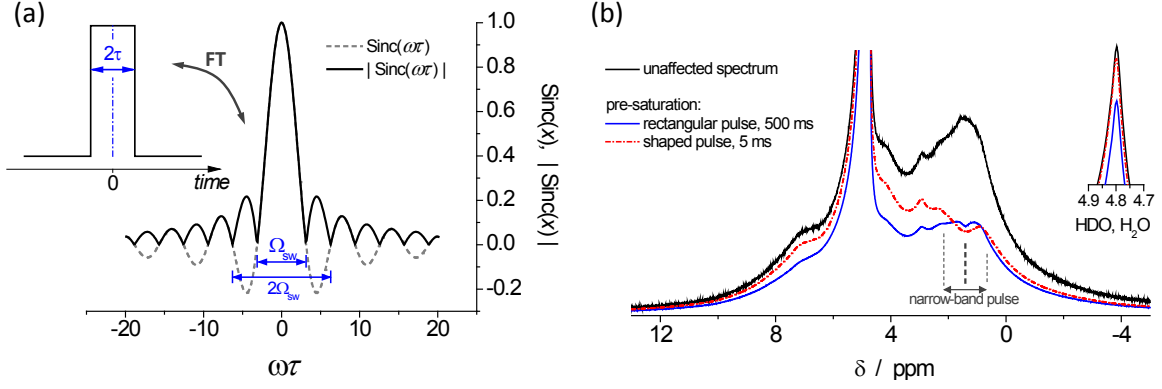 (a)
2τ
0
time
FT
Sinc(ωτ)
| Sinc(ωτ) |
1.0
0.8
0.6
0.4
0.2
0.0
-0.2
Sinc(x), | Sinc(x) |
Ω_sw
2Ω_sw
-20 -10 0 10 20
ωτ
(b)
unaffected spectrum
pre-saturation:
rectangular pulse, 500 ms
shaped pulse, 5 ms
4.9 4.8 4.7
HDO, H₂O
narrow-band pulse
12 8 4 0 -4
δ / ppm